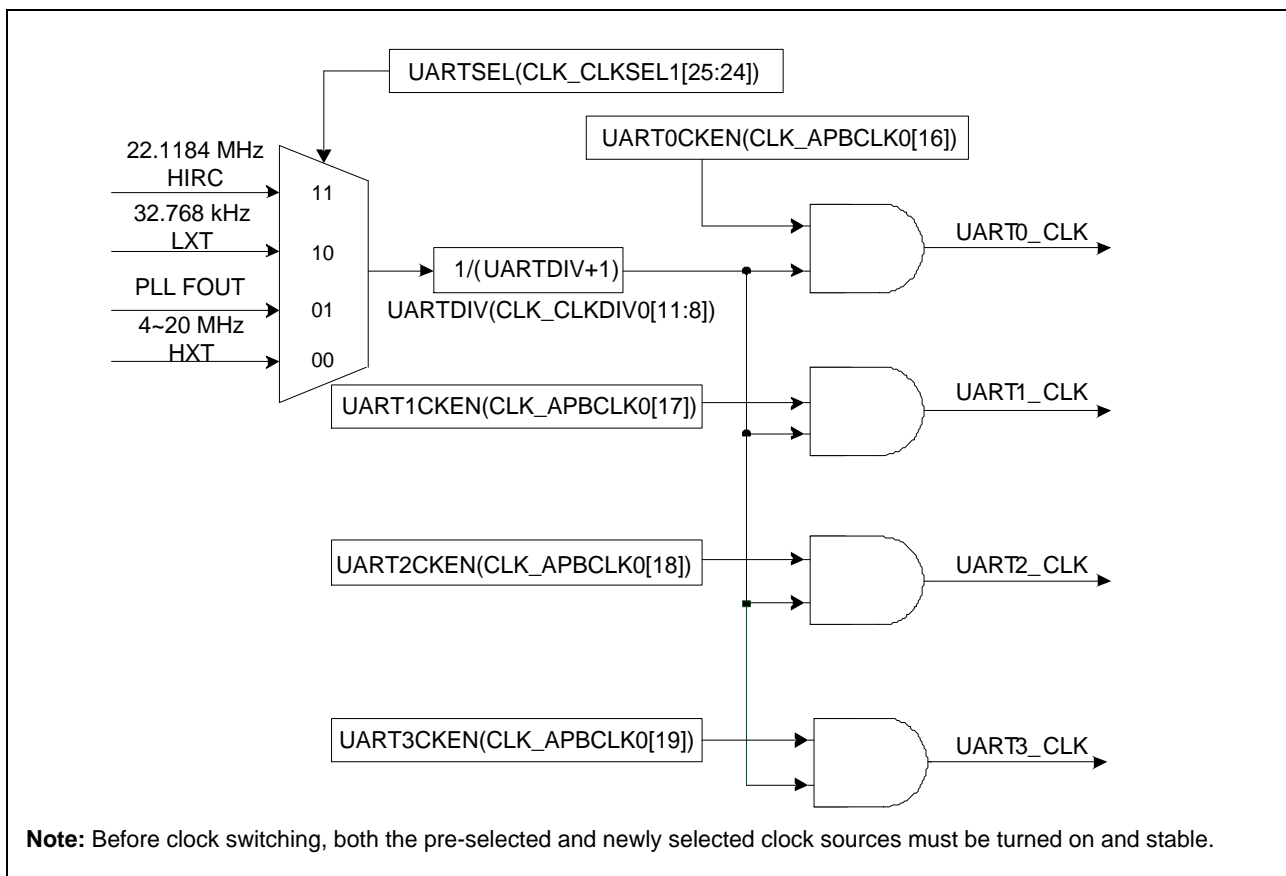 UARTSEL(CLK_CLKSEL1[25:24])
UART0CKEN(CLK_APBCLK0[16])
22.1184 MHz
HIRC
11
32.768 kHz
LXT
10
PLL FOUT
01
4~20 MHz
HXT
00
1/(UARTDIV+1)
UARTDIV(CLK_CLKDIV0[11:8])
UART0_CLK
UART1CKEN(CLK_APBCLK0[17])
UART1_CLK
UART2CKEN(CLK_APBCLK0[18])
UART2_CLK
UART3CKEN(CLK_APBCLK0[19])
UART3_CLK
Note: Before clock switching, both the pre-selected and newly selected clock sources must be turned on and stable.